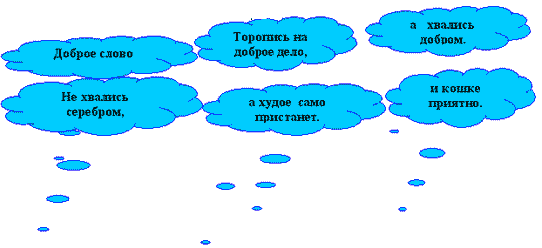 Доброе слово
Торопись на
доброе дело,
а хвались
добром.
Не хвались
серебром,
а худое само
пристанет.
и кошке
приятно.